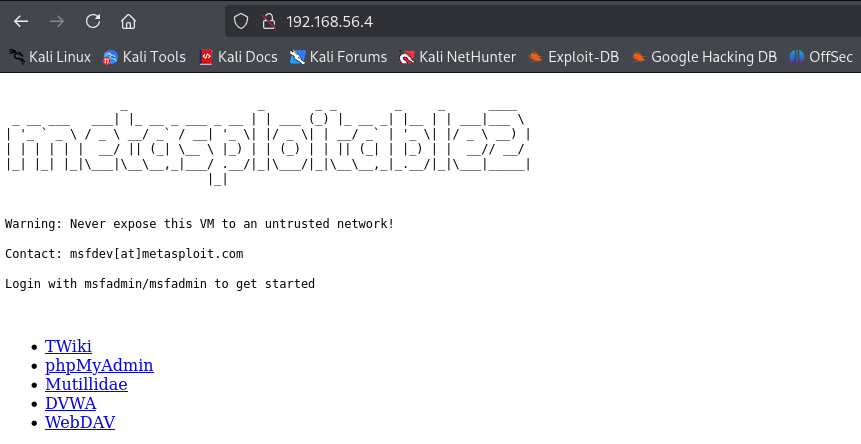 192.168.56.4
Kali Linux Kali Tools Kali Docs Kali Forums Kali NetHunter Exploit-DB Google Hacking DB OffSec
metasploitable2
Warning: Never expose this VM to an untrusted network!
Contact: msfdev[at]metasploit.com
Login with msfadmin/msfadmin to get started
TWiki
phpMyAdmin
Mutillidae
DVWA
WebDAV